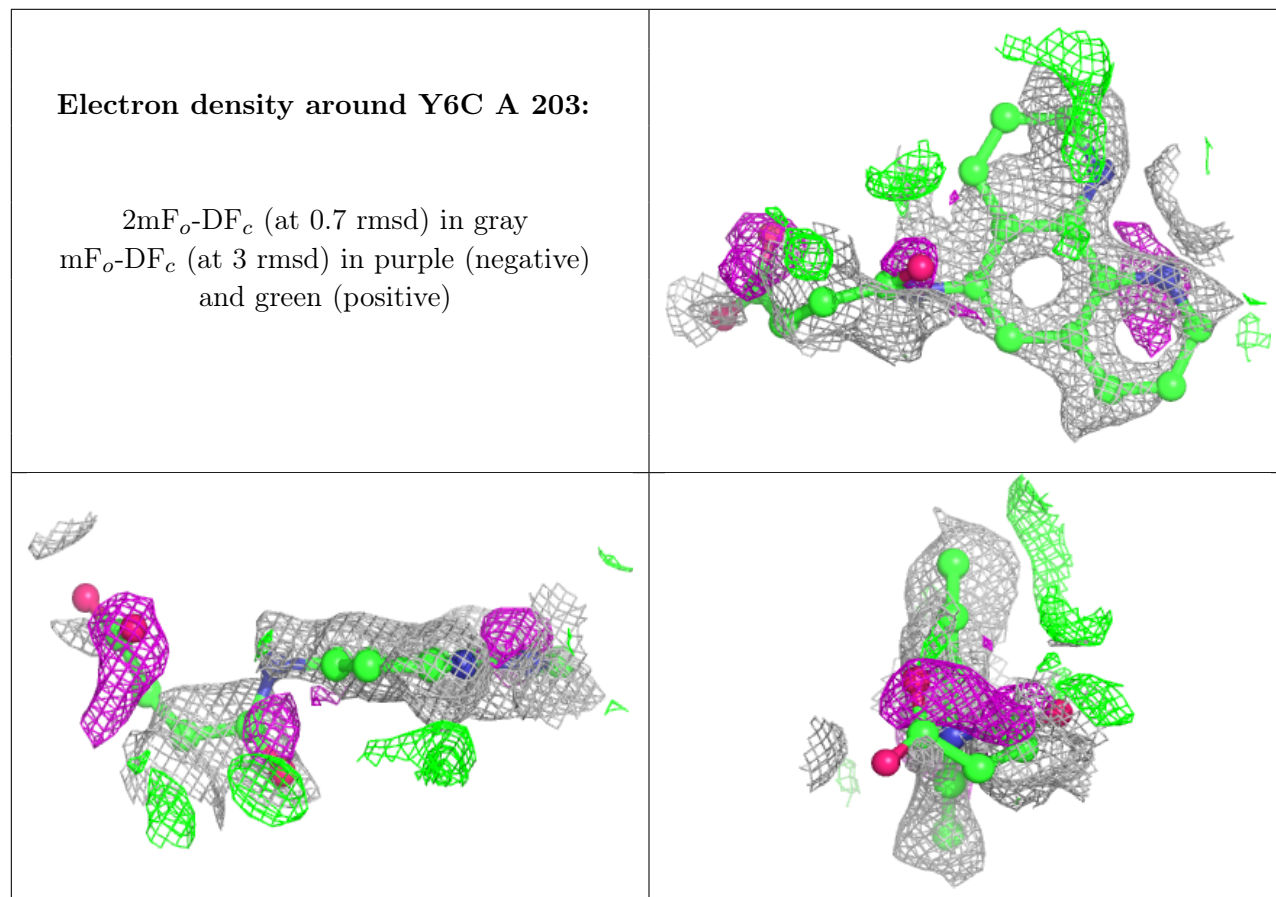 Electron density around Y6C A 203:
2mFₒ-DF𝒸 (at 0.7 rmsd) in gray
mFₒ-DF𝒸 (at 3 rmsd) in purple (negative)
and green (positive)